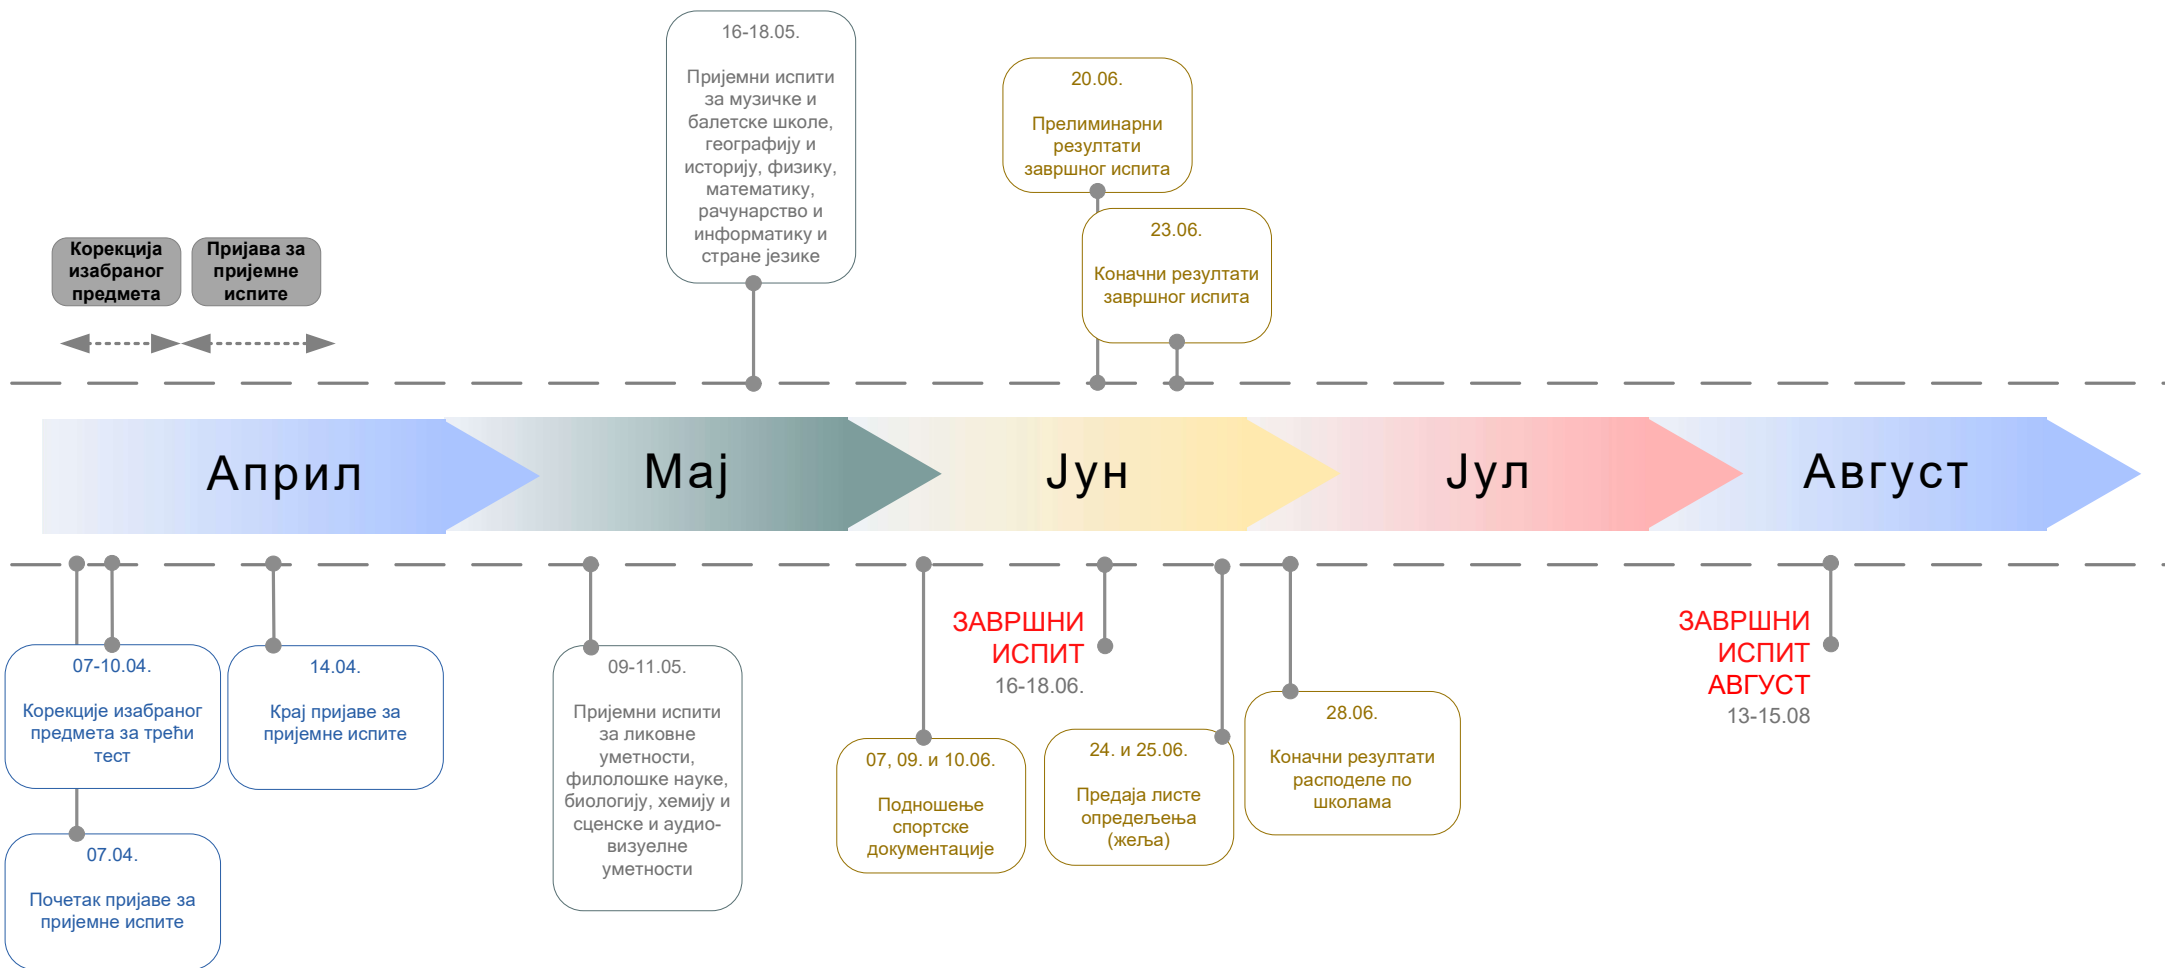 16-18.05.
Пријемни испити
за музичке и
балетске школе,
географију и
историју, физику,
математику,
рачунарство и
информатику и
стране језике
20.06.
Прелиминарни
резултати
завршног испита
23.06.
Коначни резултати
завршног испита
Корекција
изабраног
предмета
Пријава за
пријемне
испите
Април
Мај
Јун
Јул
Август
07-10.04.
Корекције изабраног
предмета за трећи
тест
14.04.
Крај пријаве за
пријемне испите
07.04.
Почетак пријаве за
пријемне испите
09-11.05.
Пријемни испити
за ликовне
уметности,
филолошке науке,
биологију, хемију и
сценске и аудио-
визуелне
уметности
07, 09. и 10.06.
Подношење
спортске
документације
ЗАВРШНИ
ИСПИТ
16-18.06.
24. и 25.06.
Предаја листе
опредељења
(жеља)
28.06.
Коначни резултати
расподеле по
школама
ЗАВРШНИ
ИСПИТ
АВГУСТ
13-15.08